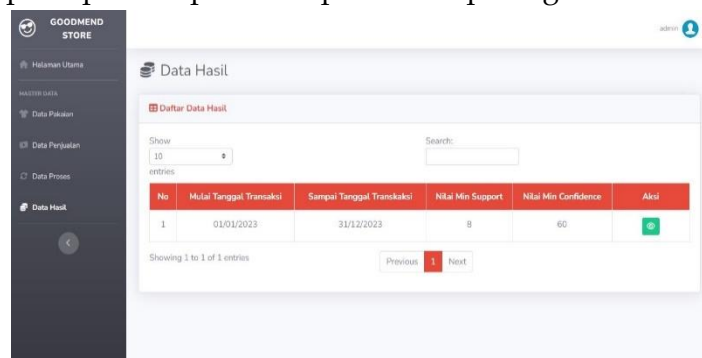 GOODMEND
STORE
admin
Halaman Utama
Data Hasil
MASTER DATA
Data Pakaian
Daftar Data Hasil
Data Penjualan
Show
Search:
10
entries
Data Proses
No Mulai Tanggal Transaksi Sampai Tanggal Transkaksi Nilai Min Support Nilai Min Confidence Aksi
Data Hasil
1 01/01/2023 31/12/2023 8 60
Showing 1 to 1 of 1 entries
Previous 1 Next